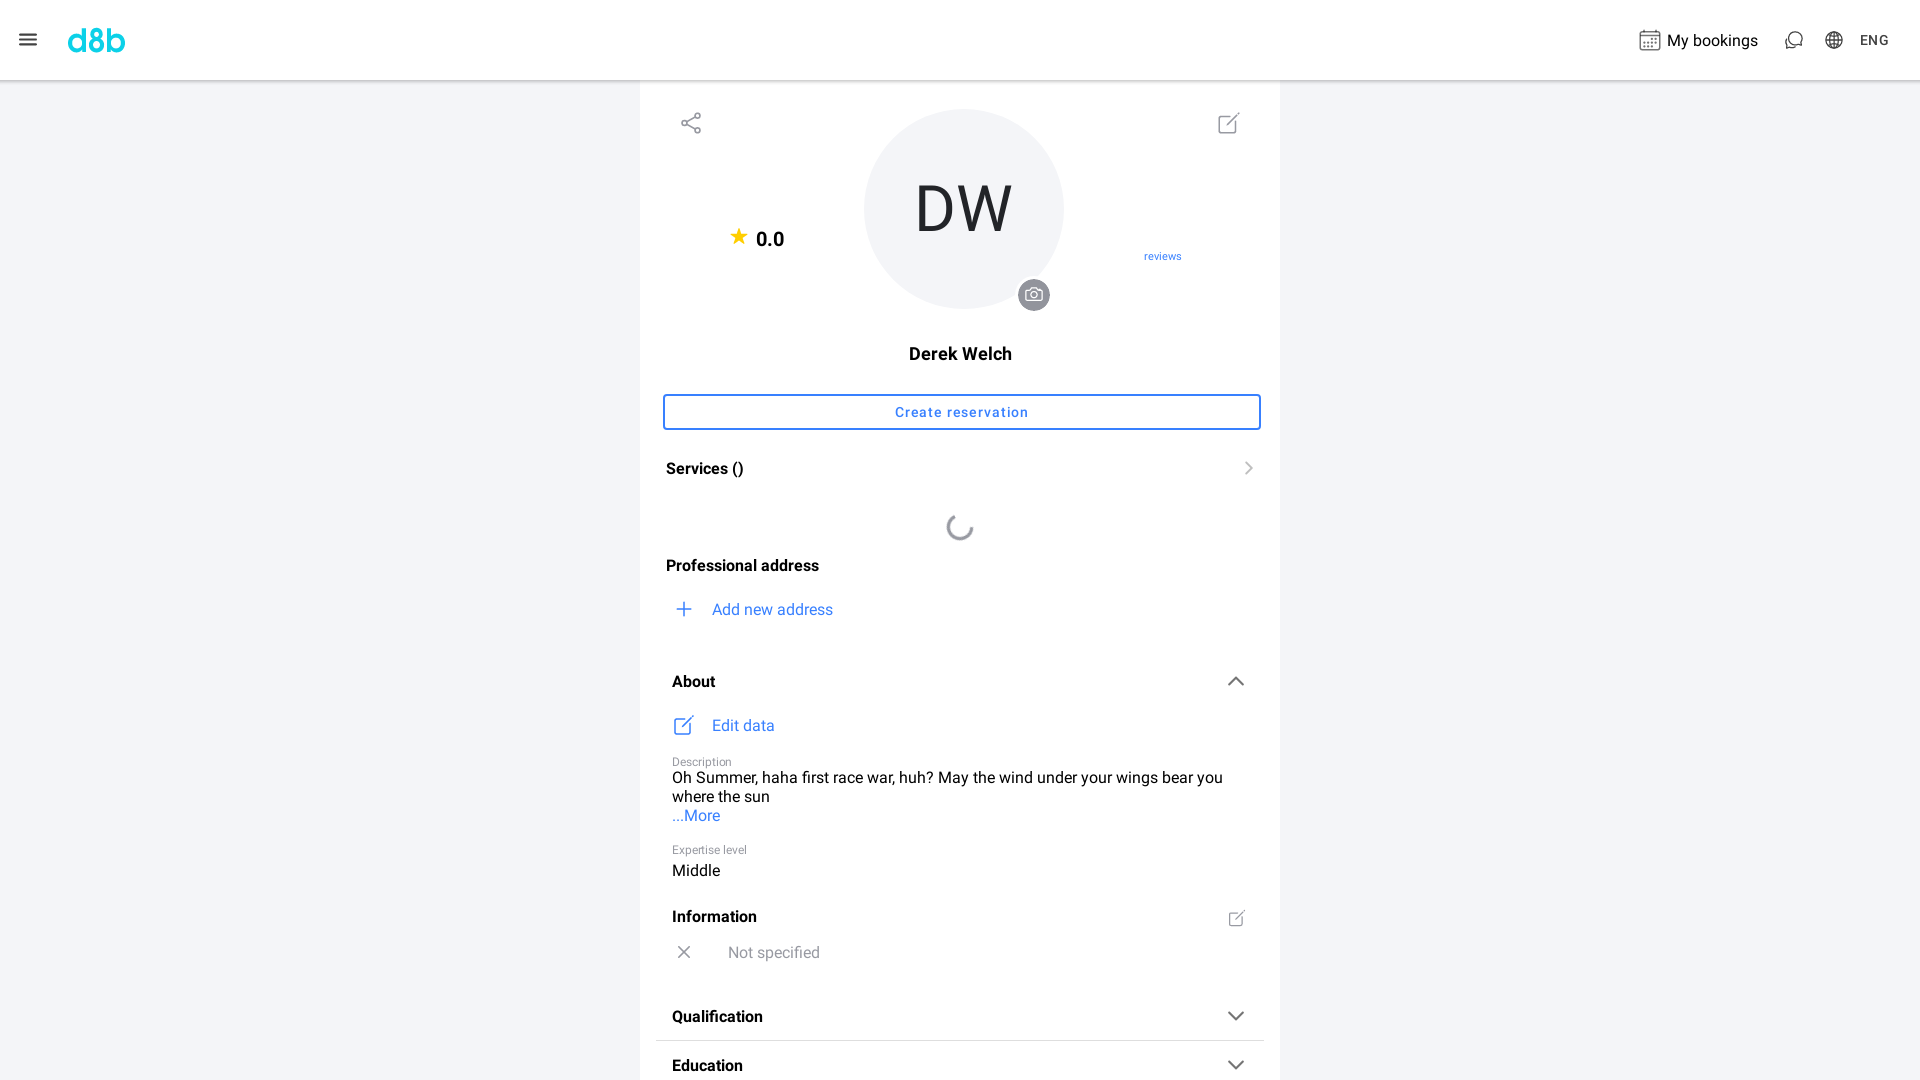 d8b
My bookings
ENG
DW
0.0
reviews
Derek Welch
Create reservation
Services ()
Professional address
Add new address
About
Edit data
Description
Oh Summer, haha first race war, huh? May the wind under your wings bear you
where the sun
...More
Expertise level
Middle
Information
Not specified
Qualification
Education